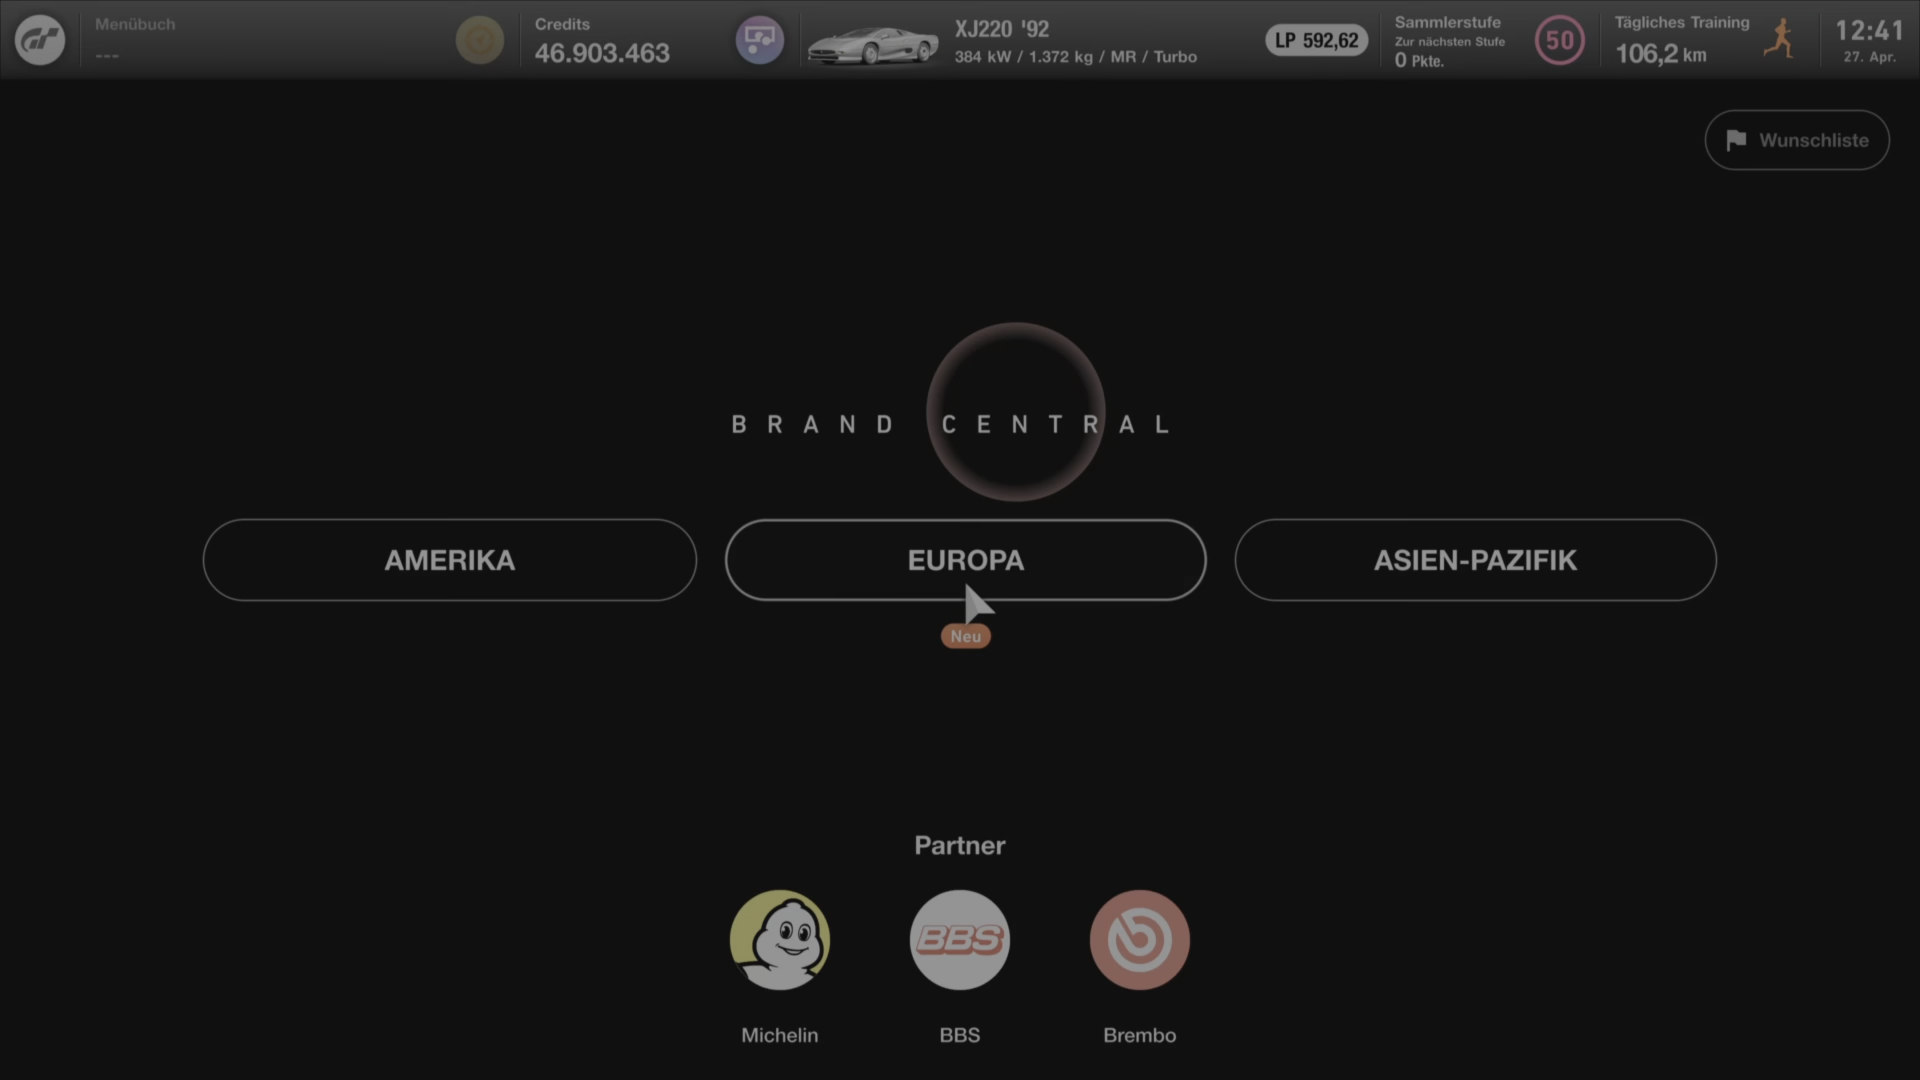 Menübuch
---
Credits
46.903.463
XJ220 '92
384 kW / 1.372 kg / MR / Turbo
LP 592,62
Sammlerstufe
Zur nächsten Stufe
0 Pkte.
50
Tägliches Training
106,2 km
12:41
27. Apr.
Wunschliste
BRAND CENTRAL
AMERIKA
EUROPA
ASIEN-PAZIFIK
Neu
Partner
BBS
Michelin
BBS
Brembo